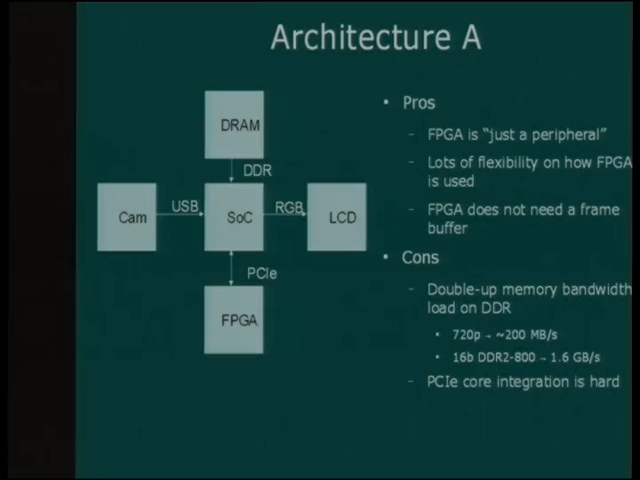 Architecture A
DRAM
DDR
Cam
USB
SoC
RGB
LCD
PCIe
FPGA
• Pros
– FPGA is “just a peripheral”
– Lots of flexibility on how FPGA
is used
– FPGA does not need a frame
buffer
• Cons
– Double-up memory bandwidth
load on DDR
• 720p → ~200 MB/s
• 16b DDR2-800 → 1.6 GB/s
– PCIe core integration is hard